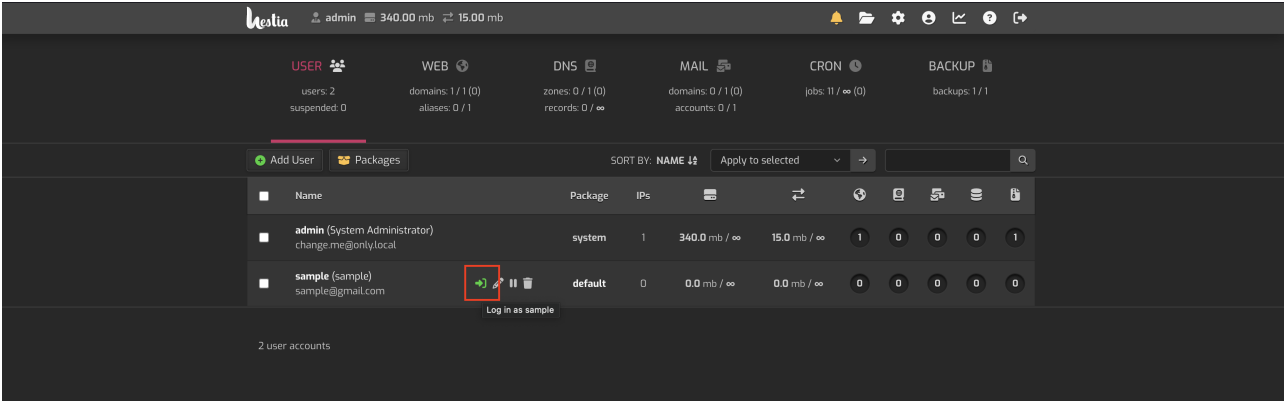 hestia admin 340.00 mb 15.00 mb
USER WEB DNS MAIL CRON BACKUP
users: 2 domains: 1 / 1 (0) zones: 0 / 1 (0) domains: 0 / 1 (0) jobs: 11 / ∞ (0) backups: 1 / 1
suspended: 0 aliases: 0 / 1 records: 0 / ∞ accounts: 0 / 1
Add User Packages SORT BY: NAME Apply to selected
Name Package IPs
admin (System Administrator) system 1 340.0 mb / ∞ 15.0 mb / ∞ 1 0 0 0 1
change.me@only.local
sample (sample) default 0 0.0 mb / ∞ 0.0 mb / ∞ 0 0 0 0 0
sample@gmail.com
Log in as sample
2 user accounts